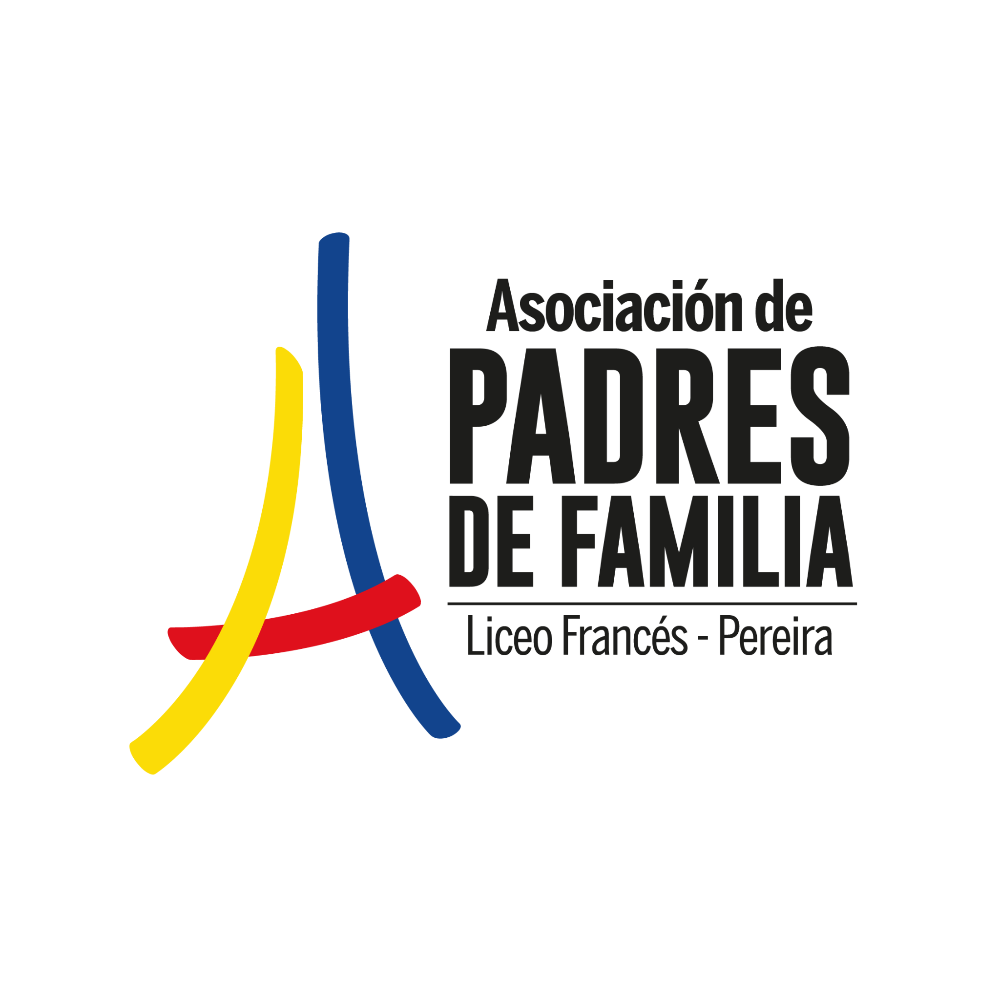 Asociación de
PADRES
DE FAMILIA
Liceo Francés - Pereira